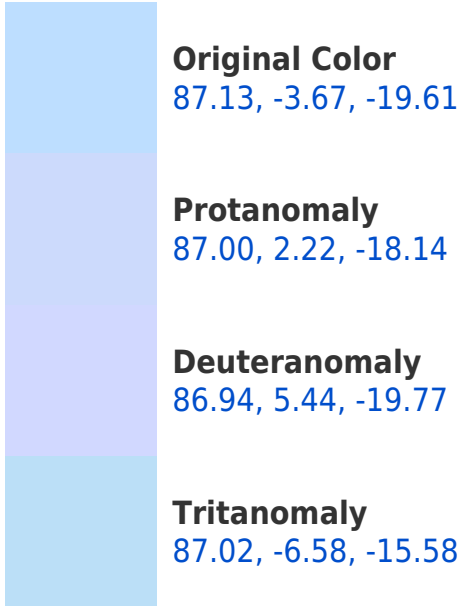 Original Color
87.13, -3.67, -19.61
Protanomaly
87.00, 2.22, -18.14
Deuteranomaly
86.94, 5.44, -19.77
Tritanomaly
87.02, -6.58, -15.58